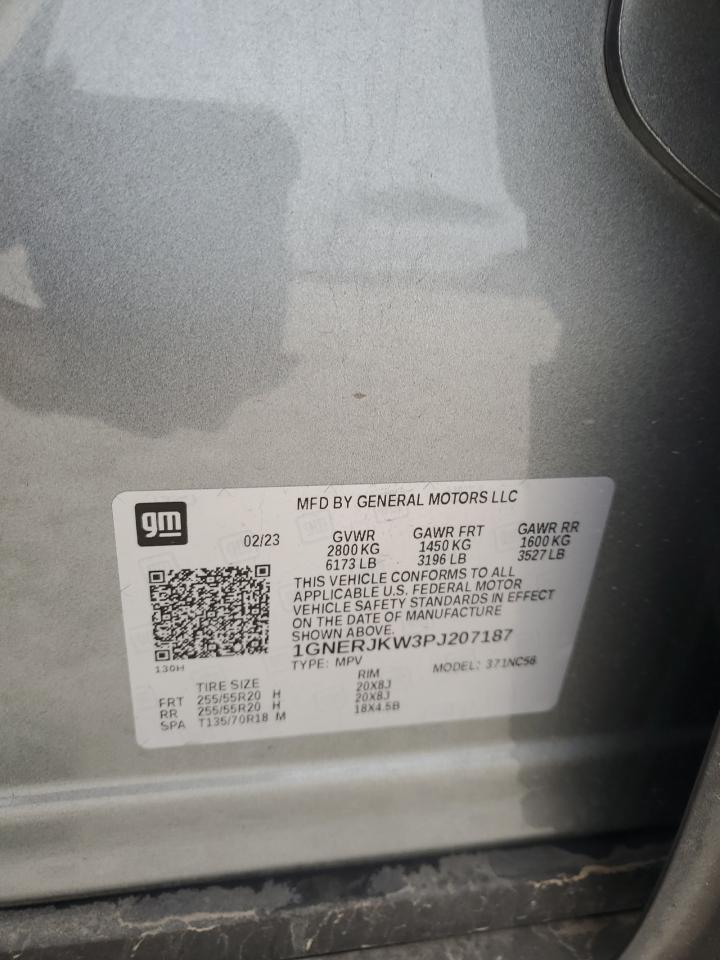 gm
MFD BY GENERAL MOTORS LLC
02/23
GVWR GAWR FRT GAWR RR
2800 KG 1450 KG 1600 KG
6173 LB 3196 LB 3527 LB
THIS VEHICLE CONFORMS TO ALL
APPLICABLE U.S. FEDERAL MOTOR
VEHICLE SAFETY STANDARDS IN EFFECT
ON THE DATE OF MANUFACTURE
SHOWN ABOVE.
1GNERJKW3PJ207187
130H
TYPE: MPV MODEL: 371NC56
TIRE SIZE RIM
FRT 255/55R20 H 20X8J
RR 255/55R20 H 20X8J
SPA T135/70R18 M 18X4.5B